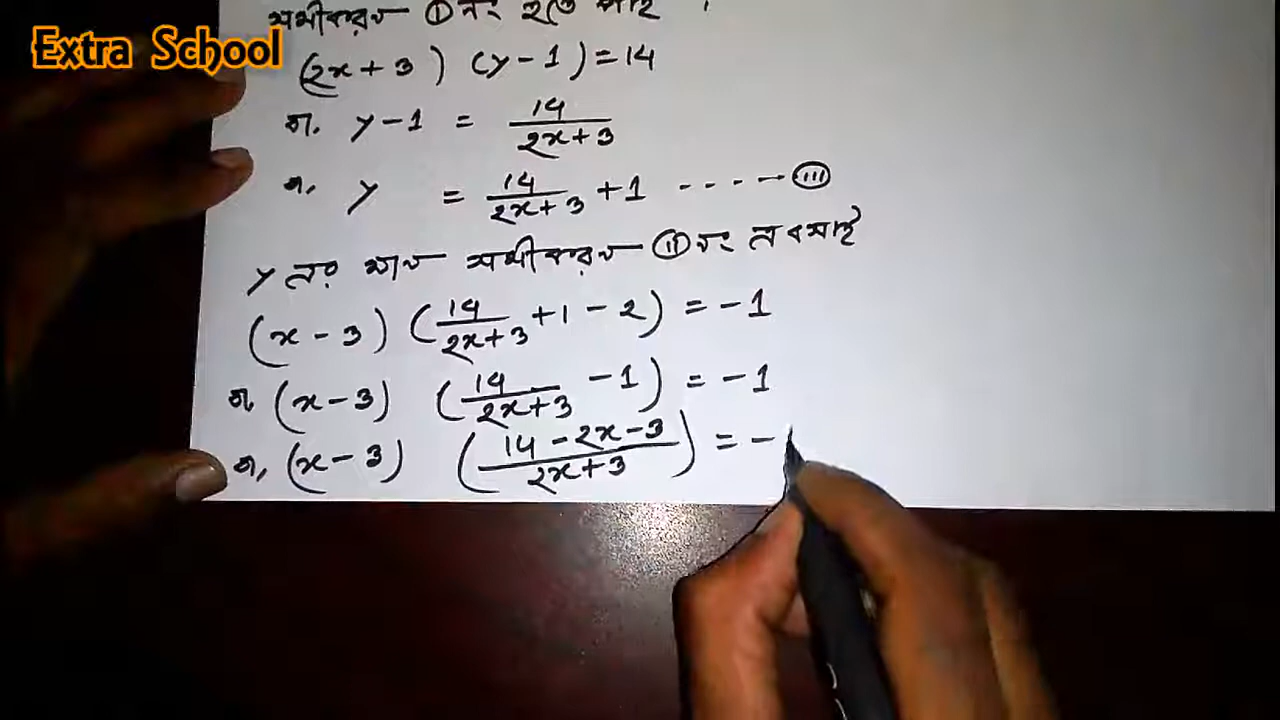 সমীকরণ ① নং হতে পাই,
Extra School
(2x + 3) (y - 1) = 14
বা, y - 1 = 14/(2x + 3)
বা, y = 14/(2x + 3) + 1 ----- (iii)
y এর মান সমীকরণ (ii) নং এ বসাই
(x - 3) (14/(2x + 3) + 1 - 2) = -1
বা (x - 3) (14/(2x + 3) - 1) = -1
বা, (x - 3) ((14 - 2x - 3)/(2x + 3)) = -